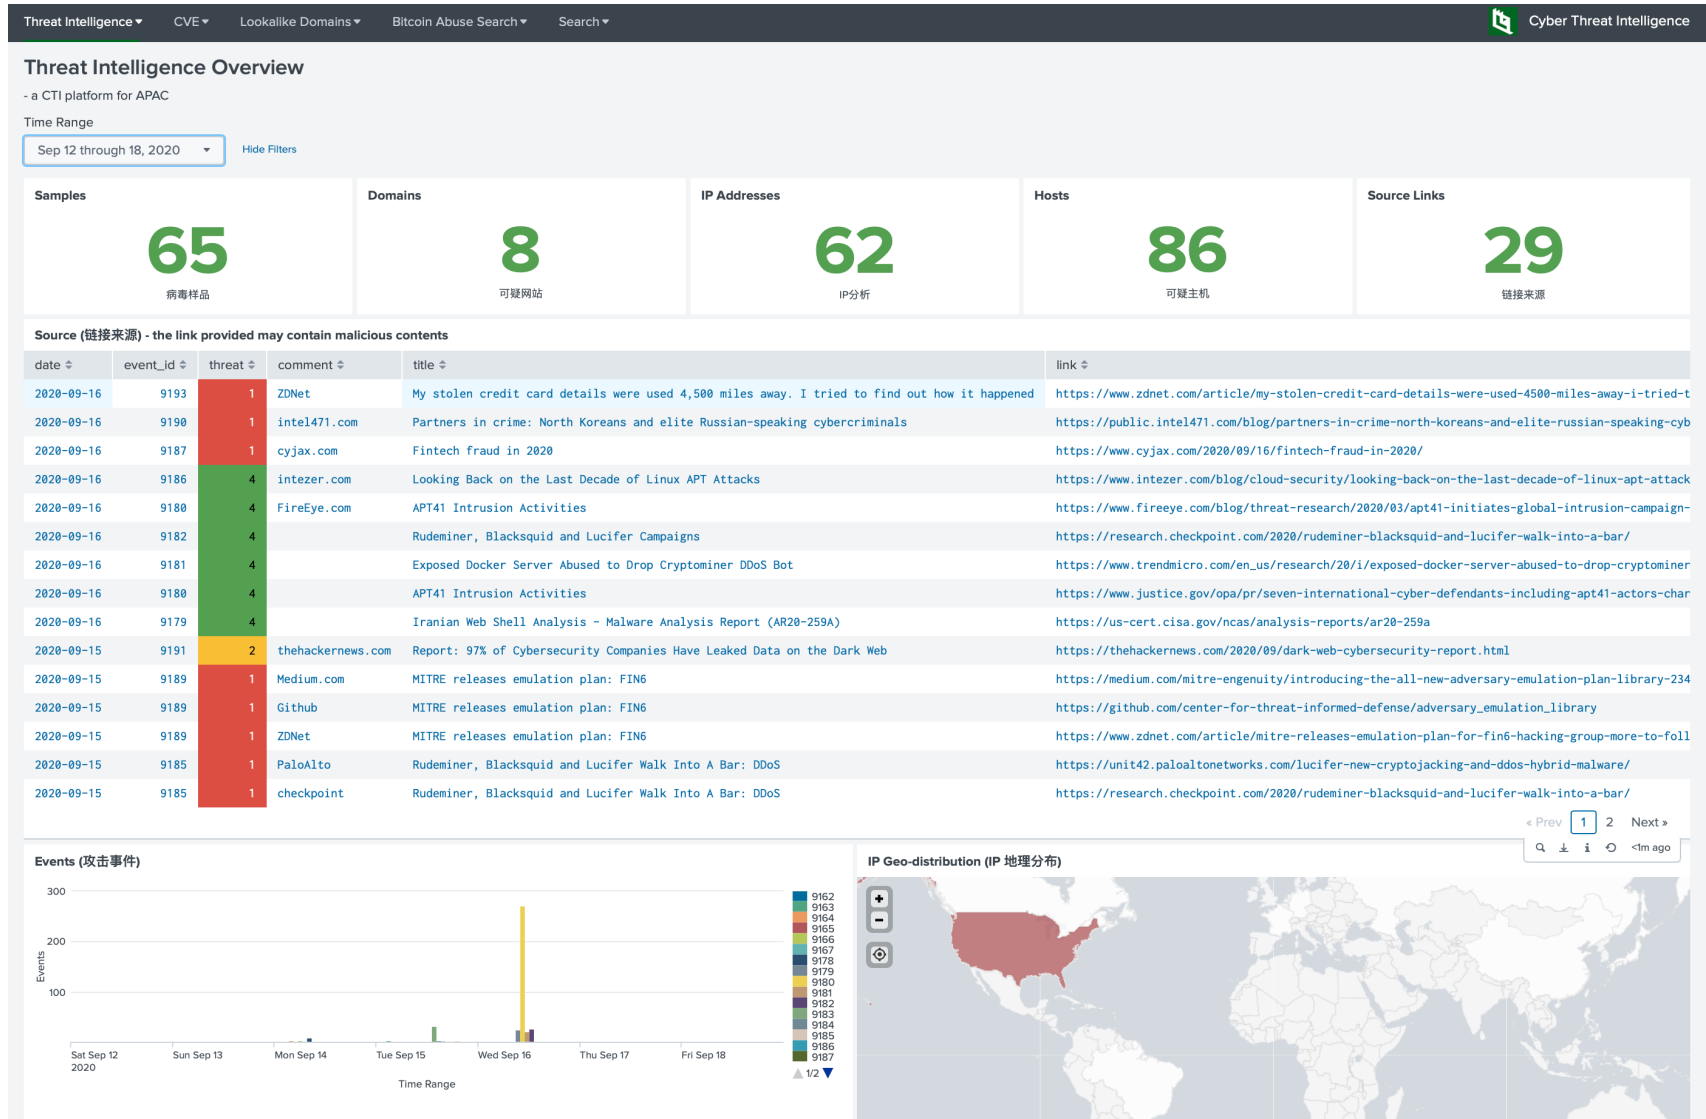 Threat Intelligence ▾ CVE ▾ Lookalike Domains ▾ Bitcoin Abuse Search ▾ Search ▾ Cyber Threat Intelligence
Threat Intelligence Overview
- a CTI platform for APAC
Time Range
Sep 12 through 18, 2020 Hide Filters
Samples Domains IP Addresses Hosts Source Links
65 8 62 86 29
病毒样品 可疑网站 IP分析 可疑主机 链接来源
Source (链接来源) - the link provided may contain malicious contents
date event_id threat comment title link
2020-09-16 9193 1 ZDNet My stolen credit card details were used 4,500 miles away. I tried to find out how it happened https://www.zdnet.com/article/my-stolen-credit-card-details-were-used-4500-miles-away-i-tried-t
2020-09-16 9190 1 intel471.com Partners in crime: North Koreans and elite Russian-speaking cybercriminals https://public.intel471.com/blog/partners-in-crime-north-koreans-and-elite-russian-speaking-cyb
2020-09-16 9187 1 cyjax.com Fintech fraud in 2020 https://www.cyjax.com/2020/09/16/fintech-fraud-in-2020/
2020-09-16 9186 4 intezer.com Looking Back on the Last Decade of Linux APT Attacks https://www.intezer.com/blog/cloud-security/looking-back-on-the-last-decade-of-linux-apt-attack
2020-09-16 9180 4 FireEye.com APT41 Intrusion Activities https://www.fireeye.com/blog/threat-research/2020/03/apt41-initiates-global-intrusion-campaign-
2020-09-16 9182 4 Rudeminer, Blacksquid and Lucifer Campaigns https://research.checkpoint.com/2020/rudeminer-blacksquid-and-lucifer-walk-into-a-bar/
2020-09-16 9181 4 Exposed Docker Server Abused to Drop Cryptominer DDoS Bot https://www.trendmicro.com/en_us/research/20/i/exposed-docker-server-abused-to-drop-cryptominer
2020-09-16 9180 4 APT41 Intrusion Activities https://www.justice.gov/opa/pr/seven-international-cyber-defendants-including-apt41-actors-char
2020-09-16 9179 4 Iranian Web Shell Analysis - Malware Analysis Report (AR20-259A) https://us-cert.cisa.gov/ncas/analysis-reports/ar20-259a
2020-09-15 9191 2 thehackernews.com Report: 97% of Cybersecurity Companies Have Leaked Data on the Dark Web https://thehackernews.com/2020/09/dark-web-cybersecurity-report.html
2020-09-15 9189 1 Medium.com MITRE releases emulation plan: FIN6 https://medium.com/mitre-engenuity/introducing-the-all-new-adversary-emulation-plan-library-234
2020-09-15 9189 1 Github MITRE releases emulation plan: FIN6 https://github.com/center-for-threat-informed-defense/adversary_emulation_library
2020-09-15 9189 1 ZDNet MITRE releases emulation plan: FIN6 https://www.zdnet.com/article/mitre-releases-emulation-plan-for-fin6-hacking-group-more-to-foll
2020-09-15 9185 1 PaloAlto Rudeminer, Blacksquid and Lucifer Walk Into A Bar: DDoS https://unit42.paloaltonetworks.com/lucifer-new-cryptojacking-and-ddos-hybrid-malware/
2020-09-15 9185 1 checkpoint Rudeminer, Blacksquid and Lucifer Walk Into A Bar: DDoS https://research.checkpoint.com/2020/rudeminer-blacksquid-and-lucifer-walk-into-a-bar/
« Prev 1 2 Next »
<1m ago
Events (攻击事件)
300
200
100
Events
Sat Sep 12 Sun Sep 13 Mon Sep 14 Tue Sep 15 Wed Sep 16 Thu Sep 17 Fri Sep 18
2020
Time Range
9162
9163
9164
9165
9166
9167
9178
9179
9180
9181
9182
9183
9184
9185
9186
9187
1/2
IP Geo-distribution (IP 地理分布)
+
−